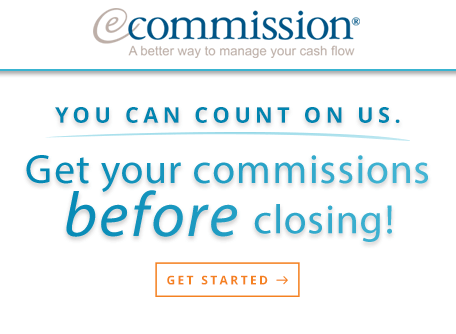 ecommission®
A better way to manage your cash flow
YOU CAN COUNT ON US.
Get your commissions
before closing!
GET STARTED →